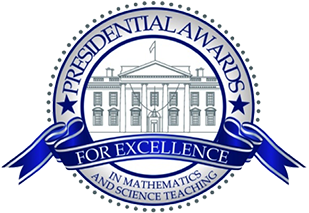 PRESIDENTIAL AWARDS
FOR EXCELLENCE
IN MATHEMATICS
AND SCIENCE TEACHING